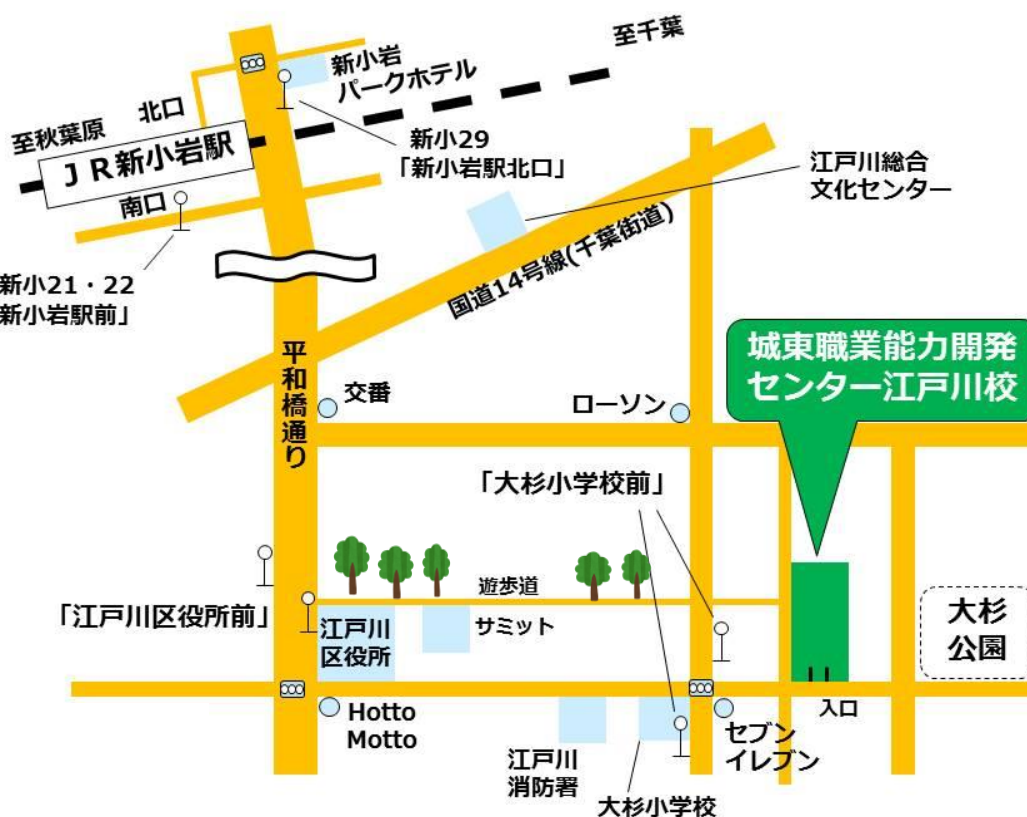 至千葉
新小岩
パークホテル
北口
至秋葉原
ＪＲ新小岩駅
新小29
「新小岩駅北口」
南口
江戸川総合
文化センター
国道14号線(千葉街道)
新小21・22
新小岩駅前」
平和橋通り
城東職業能力開発
センター江戸川校
交番
ローソン
「大杉小学校前」
遊歩道
「江戸川区役所前」
江戸川
区役所
サミット
大杉
公園
入口
Hotto
Motto
セブン
イレブン
江戸川
消防署
大杉小学校